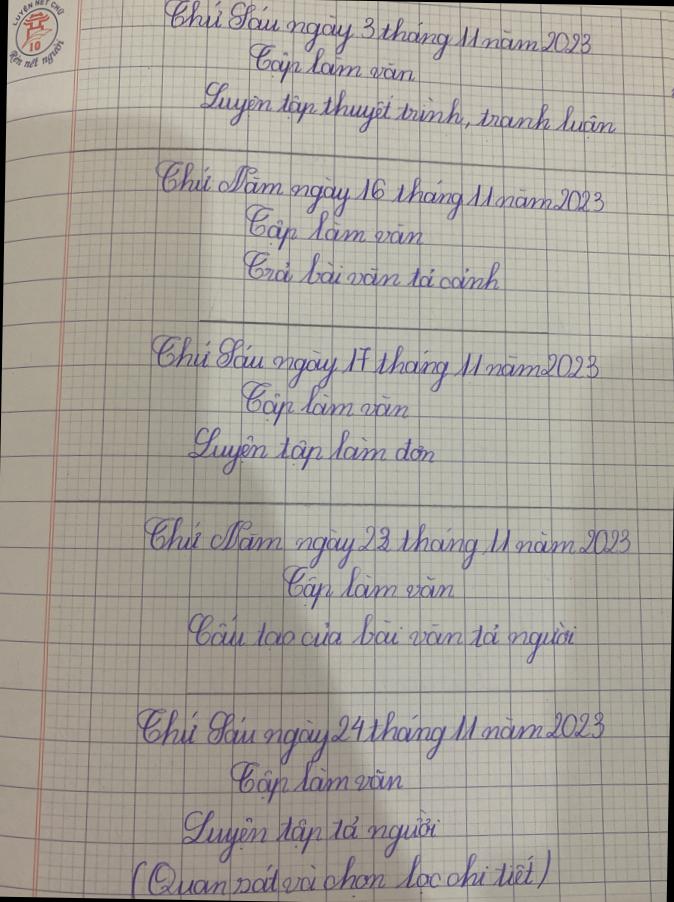 LUYỆN NÉT CHỮ
10
Rèn nết người
Thứ Sáu ngày 3 tháng 11 năm 2023
Tập làm văn
Luyện tập thuyết trình, tranh luận
Thứ Năm ngày 16 tháng 11 năm 2023
Tập làm văn
Trả bài văn tả cảnh
Thứ Sáu ngày 17 tháng 11 năm 2023
Tập làm văn
Luyện tập làm đơn
Thứ Năm ngày 23 tháng 11 năm 2023
Tập làm văn
Cấu tạo của bài văn tả người
Thứ Sáu ngày 24 tháng 11 năm 2023
Tập làm văn
Luyện tập tả người
(Quan sát và chọn lọc chi tiết)